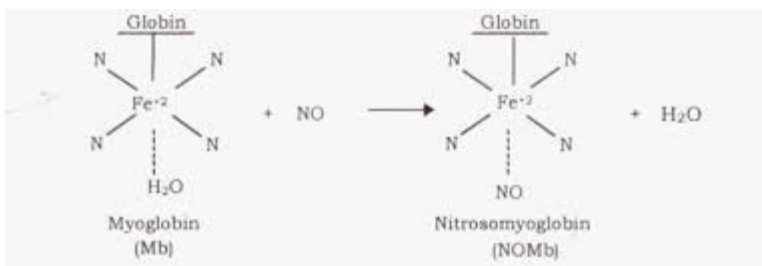 Globin Globin
N N N N
Fe+2 + NO Fe+2 + H₂O
N N N N
H₂O NO
Myoglobin Nitrosomyoglobin
(Mb) (NOMb)